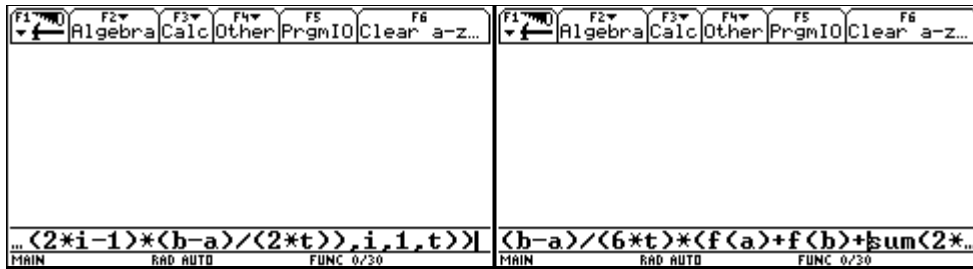 F1 F2 Algebra F3 Calc F4 Other F5 PrgmIO F6 Clear a-z…
…(2*i-1)*(b-a)/(2*t)),i,1,t))
MAIN RAD AUTO FUNC 0/30
F1 F2 Algebra F3 Calc F4 Other F5 PrgmIO F6 Clear a-z…
(b-a)/(6*t)*(f(a)+f(b)+sum(2*…
MAIN RAD AUTO FUNC 0/30